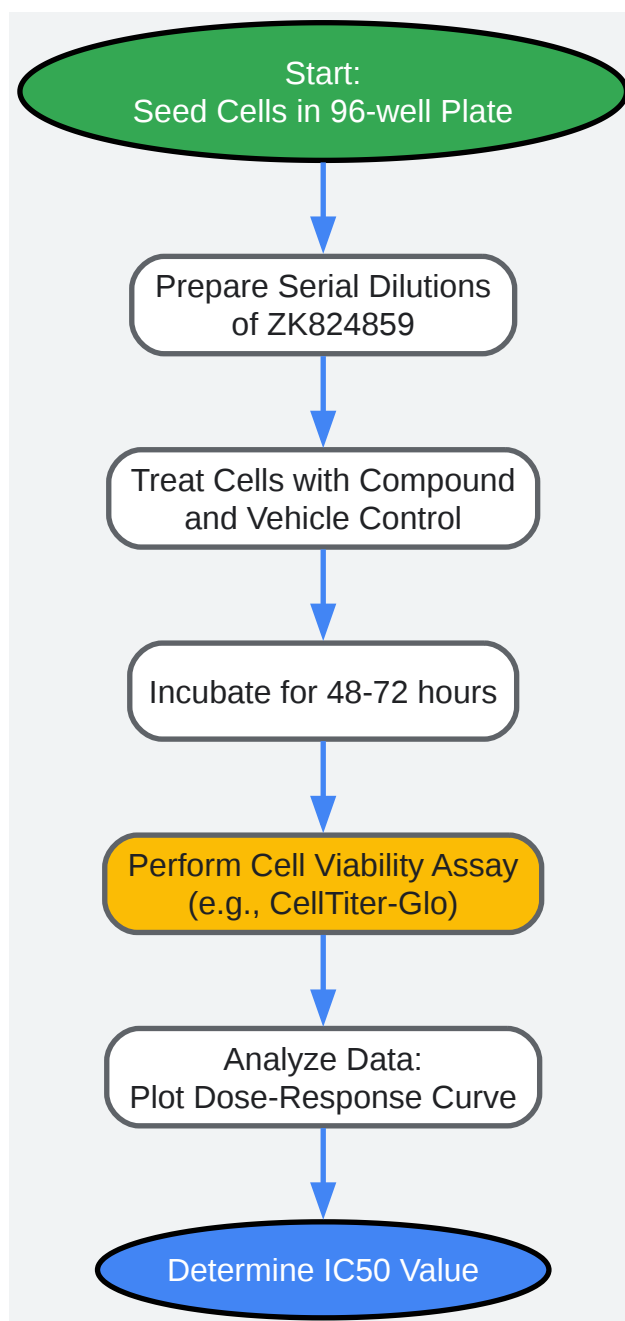 Start:
Seed Cells in 96-well Plate
Prepare Serial Dilutions
of ZK824859
Treat Cells with Compound
and Vehicle Control
Incubate for 48-72 hours
Perform Cell Viability Assay
(e.g., CellTiter-Glo)
Analyze Data:
Plot Dose-Response Curve
Determine IC50 Value